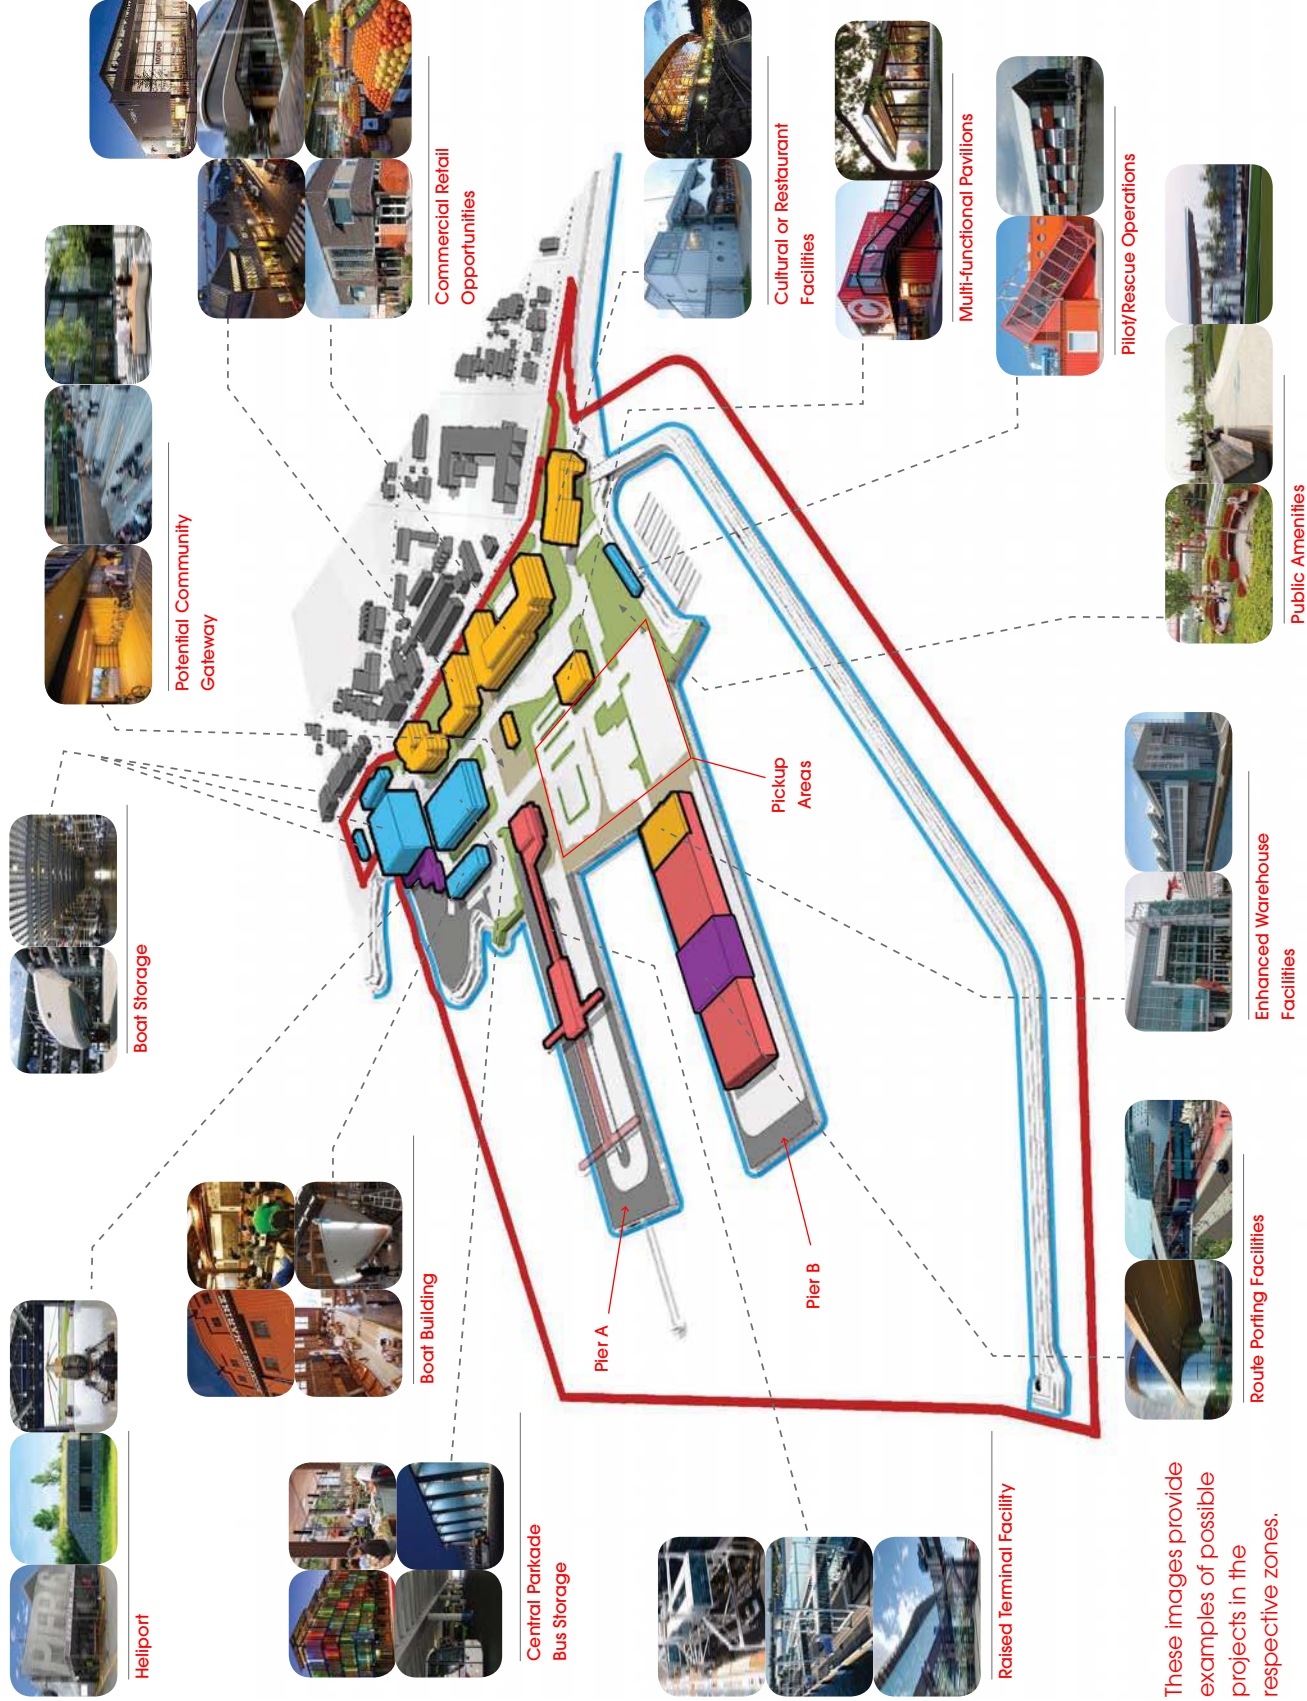 Heliport
Boat Storage
Potential Community
Gateway
Commercial Retail
Opportunities
Boat Building
Central Parkade
Bus Storage
Pier A
Pickup
Areas
Cultural or Restaurant
Facilities
Pier B
Multi-functional Pavilions
C
Raised Terminal Facility
Pilot/Rescue Operations
These images provide
examples of possible
projects in the
respective zones.
Route Porting Facilities
Enhanced Warehouse
Facilities
Public Amenities